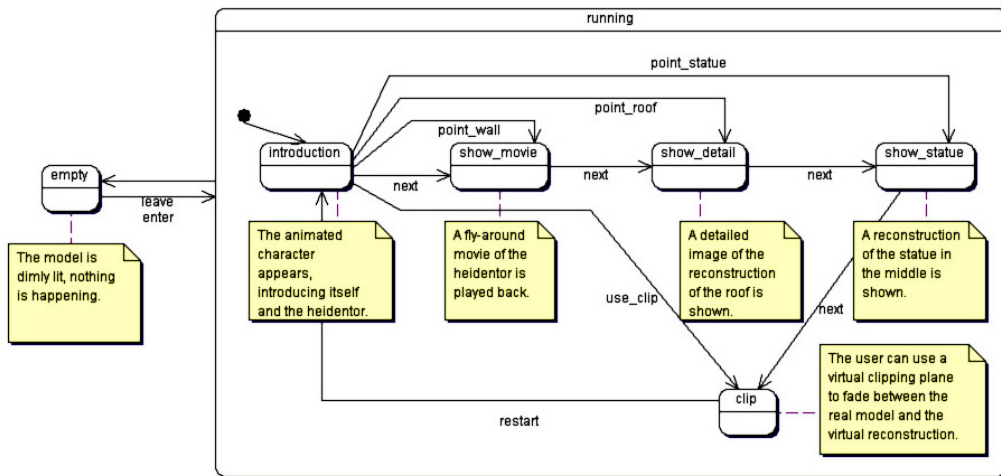 running
point_statue
point_roof
point_wall
introduction
show_movie
show_detail
show_statue
empty
next
next
next
leave
enter
The model is
dimly lit, nothing
is happening.
The animated
character
appears,
introducing itself
and the heidentor.
A fly-around
movie of the
heidentor is
played back.
A detailed
image of the
reconstruction
of the roof is
shown.
A reconstruction
of the statue in
the middle is
shown.
use_clip
next
clip
restart
The user can use a
virtual clipping plane
to fade between the
real model and the
virtual reconstruction.